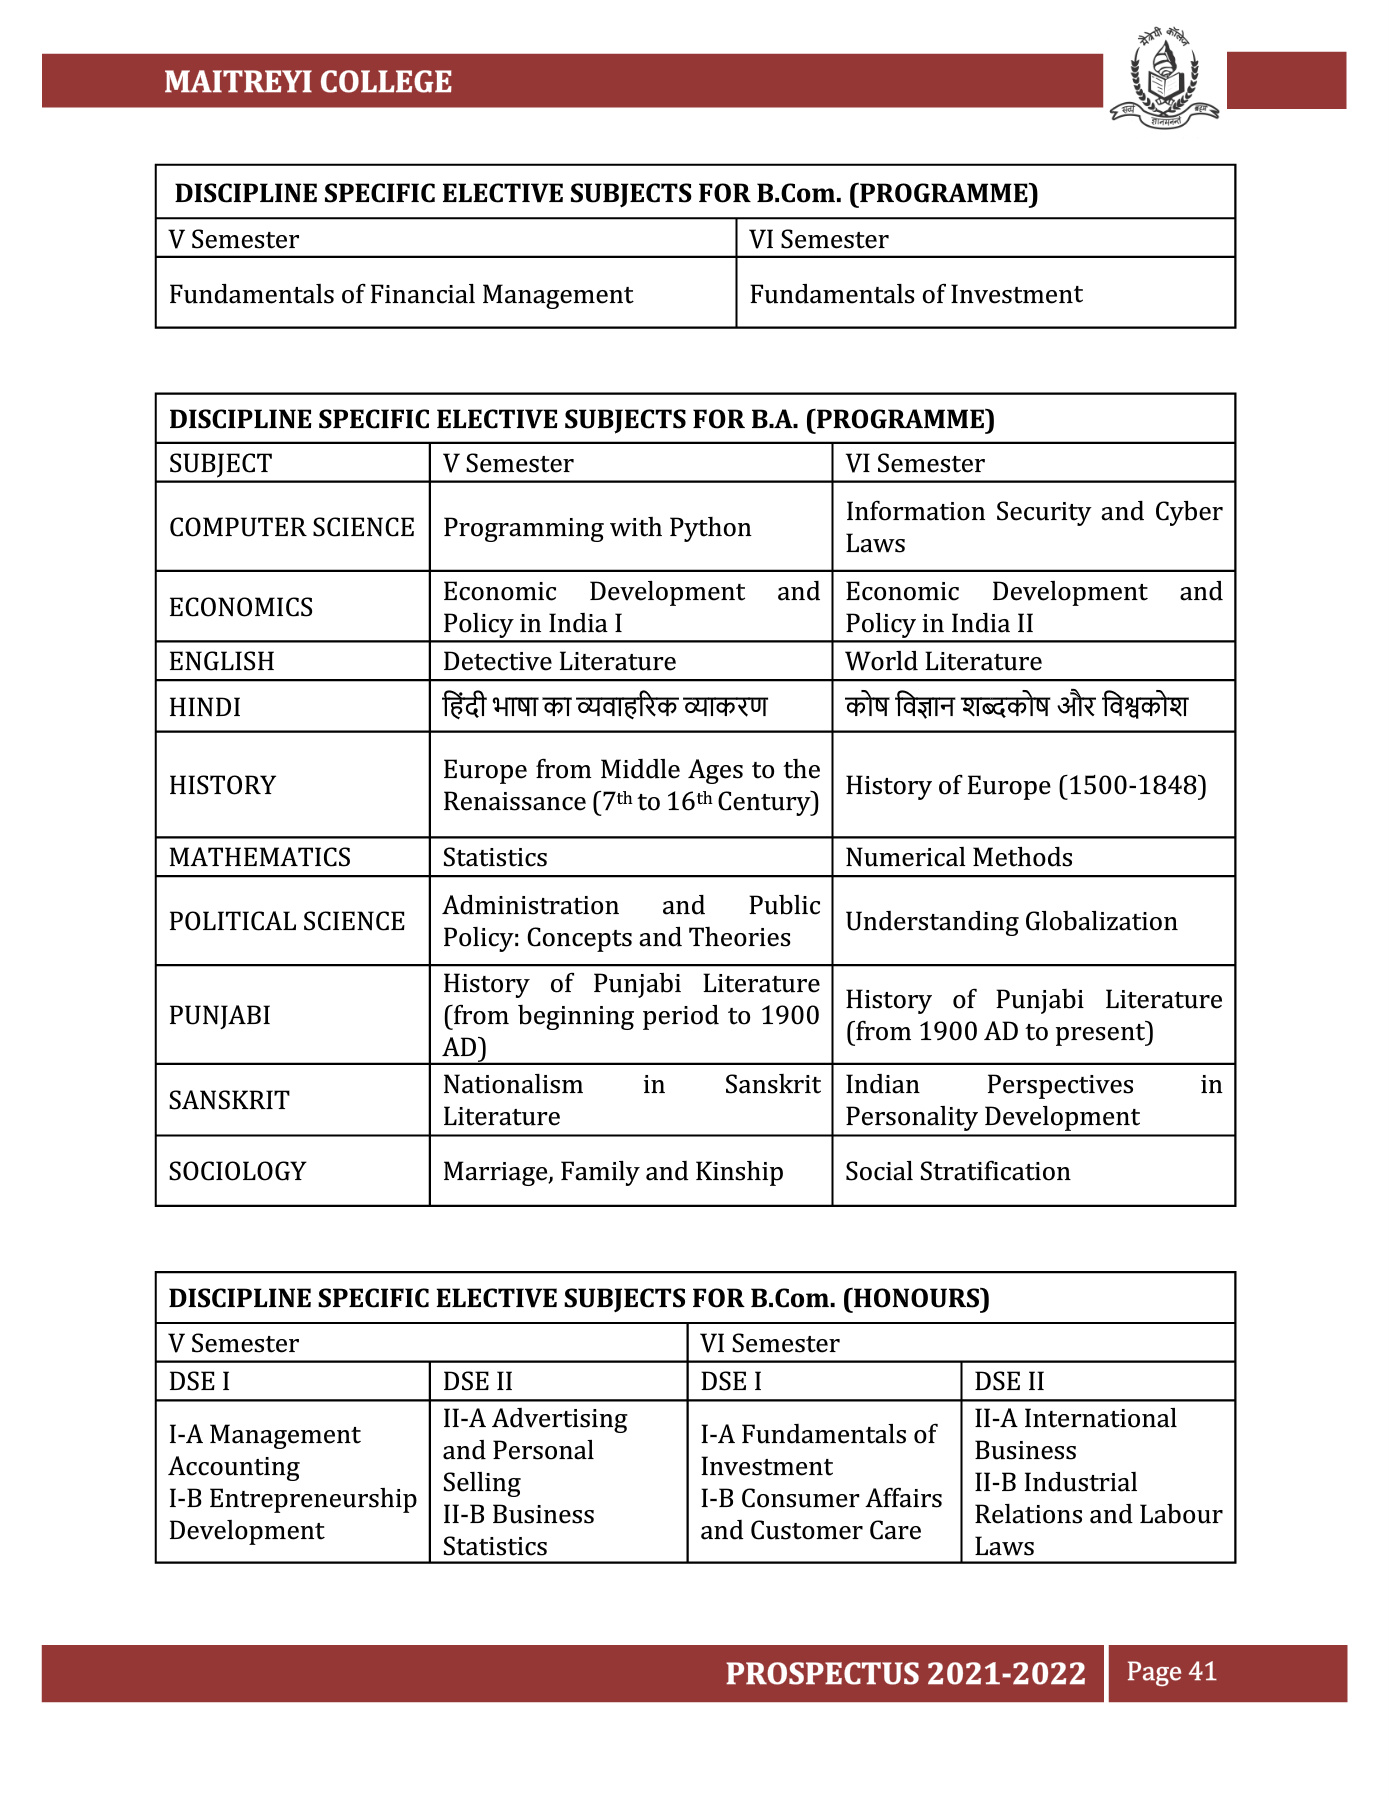 MAITREYI COLLEGE
मैत्रेयी कॉलेज
ज्ञानमनन्तं
DISCIPLINE SPECIFIC ELECTIVE SUBJECTS FOR B.Com. (PROGRAMME)
V Semester
VI Semester
Fundamentals of Financial Management
Fundamentals of Investment
DISCIPLINE SPECIFIC ELECTIVE SUBJECTS FOR B.A. (PROGRAMME)
SUBJECT
V Semester
VI Semester
COMPUTER SCIENCE
Programming with Python
Information Security and Cyber
Laws
ECONOMICS
Economic Development and
Policy in India I
Economic Development and
Policy in India II
ENGLISH
Detective Literature
World Literature
HINDI
हिंदी भाषा का व्यवाहरिक व्याकरण
कोष विज्ञान शब्दकोष और विश्वकोश
HISTORY
Europe from Middle Ages to the
Renaissance (7th to 16th Century)
History of Europe (1500-1848)
MATHEMATICS
Statistics
Numerical Methods
POLITICAL SCIENCE
Administration and Public
Policy: Concepts and Theories
Understanding Globalization
PUNJABI
History of Punjabi Literature
(from beginning period to 1900
AD)
History of Punjabi Literature
(from 1900 AD to present)
SANSKRIT
Nationalism in Sanskrit
Literature
Indian Perspectives in
Personality Development
SOCIOLOGY
Marriage, Family and Kinship
Social Stratification
DISCIPLINE SPECIFIC ELECTIVE SUBJECTS FOR B.Com. (HONOURS)
V Semester
VI Semester
DSE I
DSE II
DSE I
DSE II
I-A Management
Accounting
I-B Entrepreneurship
Development
II-A Advertising
and Personal
Selling
II-B Business
Statistics
I-A Fundamentals of
Investment
I-B Consumer Affairs
and Customer Care
II-A International
Business
II-B Industrial
Relations and Labour
Laws
PROSPECTUS 2021-2022
Page 41